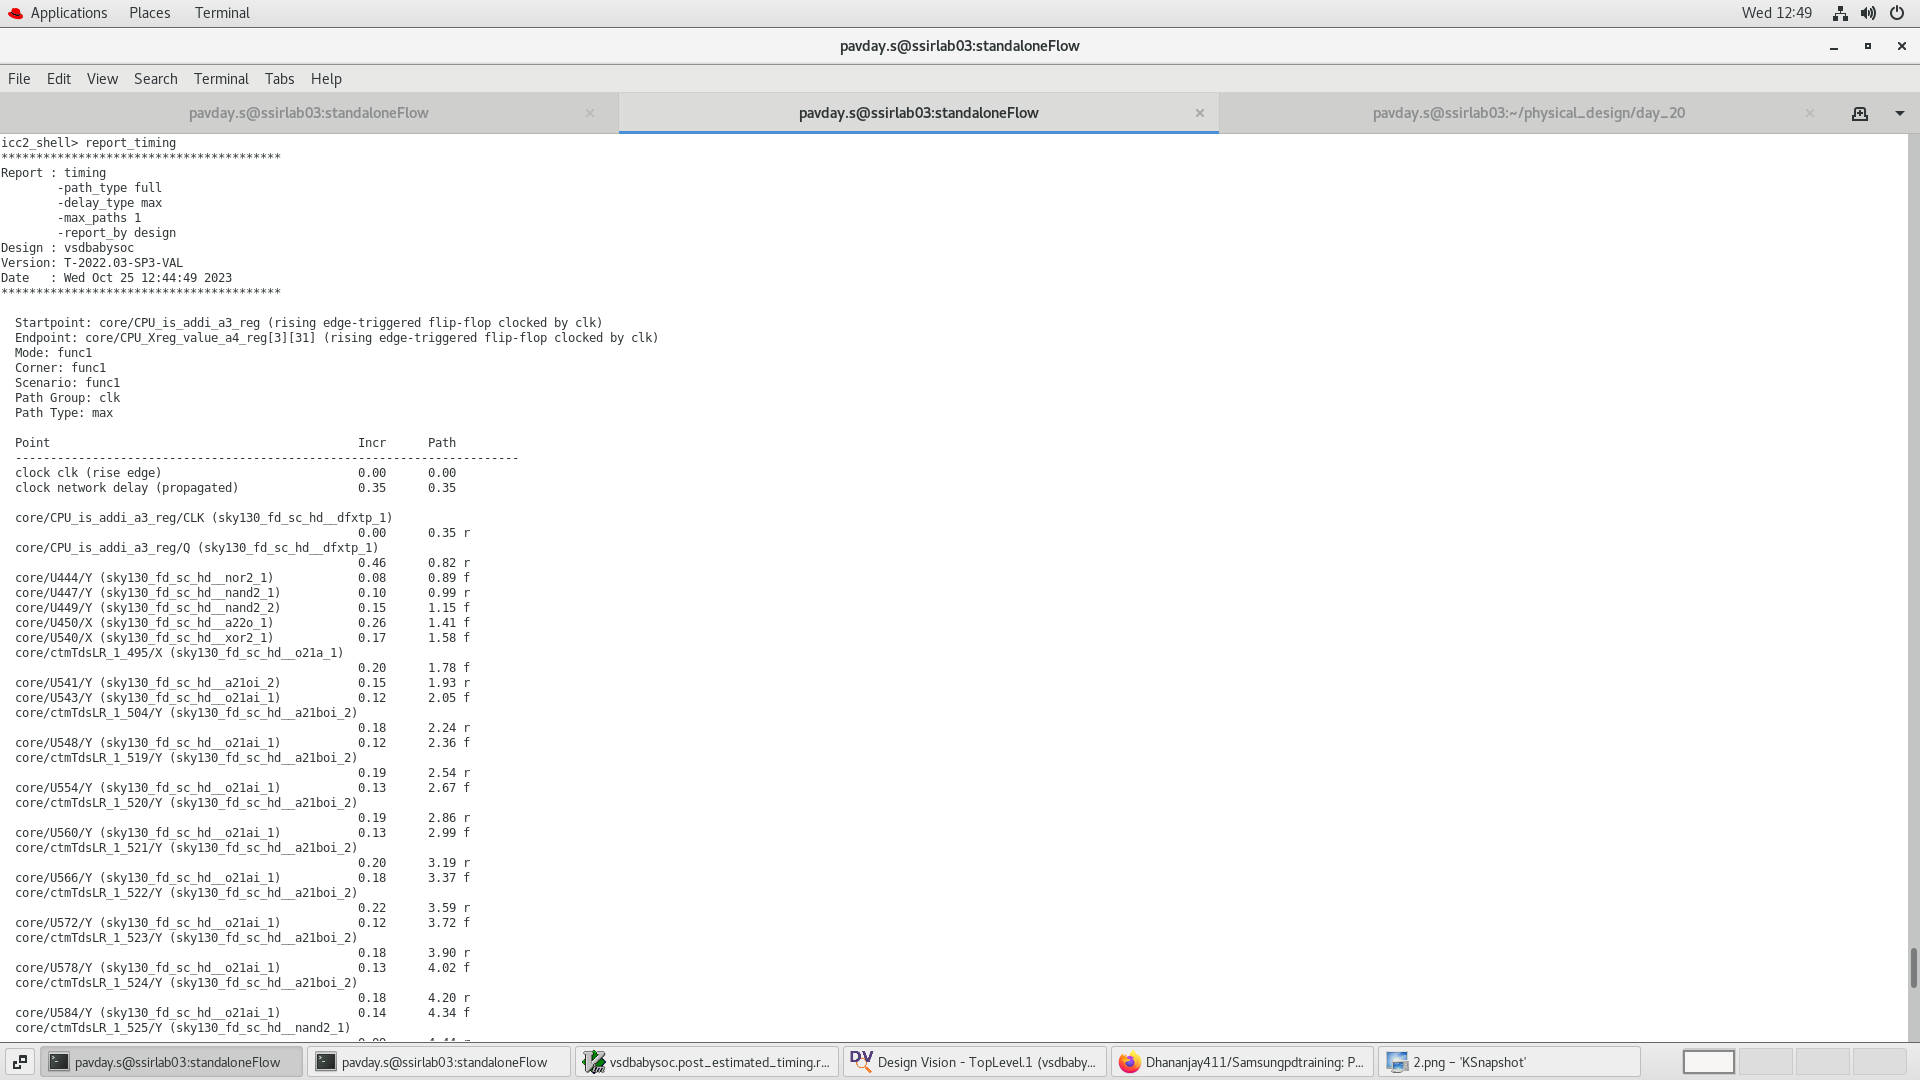 Applications Places Terminal Wed 12:49
pavday.s@ssirlab03:standaloneFlow
File Edit View Search Terminal Tabs Help
pavday.s@ssirlab03:standaloneFlow pavday.s@ssirlab03:standaloneFlow pavday.s@ssirlab03:~/physical_design/day_20
icc2_shell> report_timing
****************************************
Report : timing
-path_type full
-delay_type max
-max_paths 1
-report_by design
Design : vsdbabysoc
Version: T-2022.03-SP3-VAL
Date : Wed Oct 25 12:44:49 2023
****************************************
Startpoint: core/CPU_is_addi_a3_reg (rising edge-triggered flip-flop clocked by clk)
Endpoint: core/CPU_Xreg_value_a4_reg[3][31] (rising edge-triggered flip-flop clocked by clk)
Mode: func1
Corner: func1
Scenario: func1
Path Group: clk
Path Type: max
Point Incr Path
------------------------------------------------------------------------
clock clk (rise edge) 0.00 0.00
clock network delay (propagated) 0.35 0.35
core/CPU_is_addi_a3_reg/CLK (sky130_fd_sc_hd__dfxtp_1)
0.00 0.35 r
core/CPU_is_addi_a3_reg/Q (sky130_fd_sc_hd__dfxtp_1)
0.46 0.82 r
core/U444/Y (sky130_fd_sc_hd__nor2_1) 0.08 0.89 f
core/U447/Y (sky130_fd_sc_hd__nand2_1) 0.10 0.99 r
core/U449/Y (sky130_fd_sc_hd__nand2_2) 0.15 1.15 f
core/U450/X (sky130_fd_sc_hd__a22o_1) 0.26 1.41 f
core/U540/X (sky130_fd_sc_hd__xor2_1) 0.17 1.58 f
core/ctmTdsLR_1_495/X (sky130_fd_sc_hd__o21a_1)
0.20 1.78 f
core/U541/Y (sky130_fd_sc_hd__a21oi_2) 0.15 1.93 r
core/U543/Y (sky130_fd_sc_hd__o21ai_1) 0.12 2.05 f
core/ctmTdsLR_1_504/Y (sky130_fd_sc_hd__a21boi_2)
0.18 2.24 r
core/U548/Y (sky130_fd_sc_hd__o21ai_1) 0.12 2.36 f
core/ctmTdsLR_1_519/Y (sky130_fd_sc_hd__a21boi_2)
0.19 2.54 r
core/U554/Y (sky130_fd_sc_hd__o21ai_1) 0.13 2.67 f
core/ctmTdsLR_1_520/Y (sky130_fd_sc_hd__a21boi_2)
0.19 2.86 r
core/U560/Y (sky130_fd_sc_hd__o21ai_1) 0.13 2.99 f
core/ctmTdsLR_1_521/Y (sky130_fd_sc_hd__a21boi_2)
0.20 3.19 r
core/U566/Y (sky130_fd_sc_hd__o21ai_1) 0.18 3.37 f
core/ctmTdsLR_1_522/Y (sky130_fd_sc_hd__a21boi_2)
0.22 3.59 r
core/U572/Y (sky130_fd_sc_hd__o21ai_1) 0.12 3.72 f
core/ctmTdsLR_1_523/Y (sky130_fd_sc_hd__a21boi_2)
0.18 3.90 r
core/U578/Y (sky130_fd_sc_hd__o21ai_1) 0.13 4.02 f
core/ctmTdsLR_1_524/Y (sky130_fd_sc_hd__a21boi_2)
0.18 4.20 r
core/U584/Y (sky130_fd_sc_hd__o21ai_1) 0.14 4.34 f
core/ctmTdsLR_1_525/Y (sky130_fd_sc_hd__nand2_1)
pavday.s@ssirlab03:standaloneFlow pavday.s@ssirlab03:standaloneFlow vsdbabysoc.post_estimated_timing.r... DV Design Vision - TopLevel.1 (vsdbaby... Dhananjay411/Samsungpdtraining: P... 2.png – 'KSnapshot'